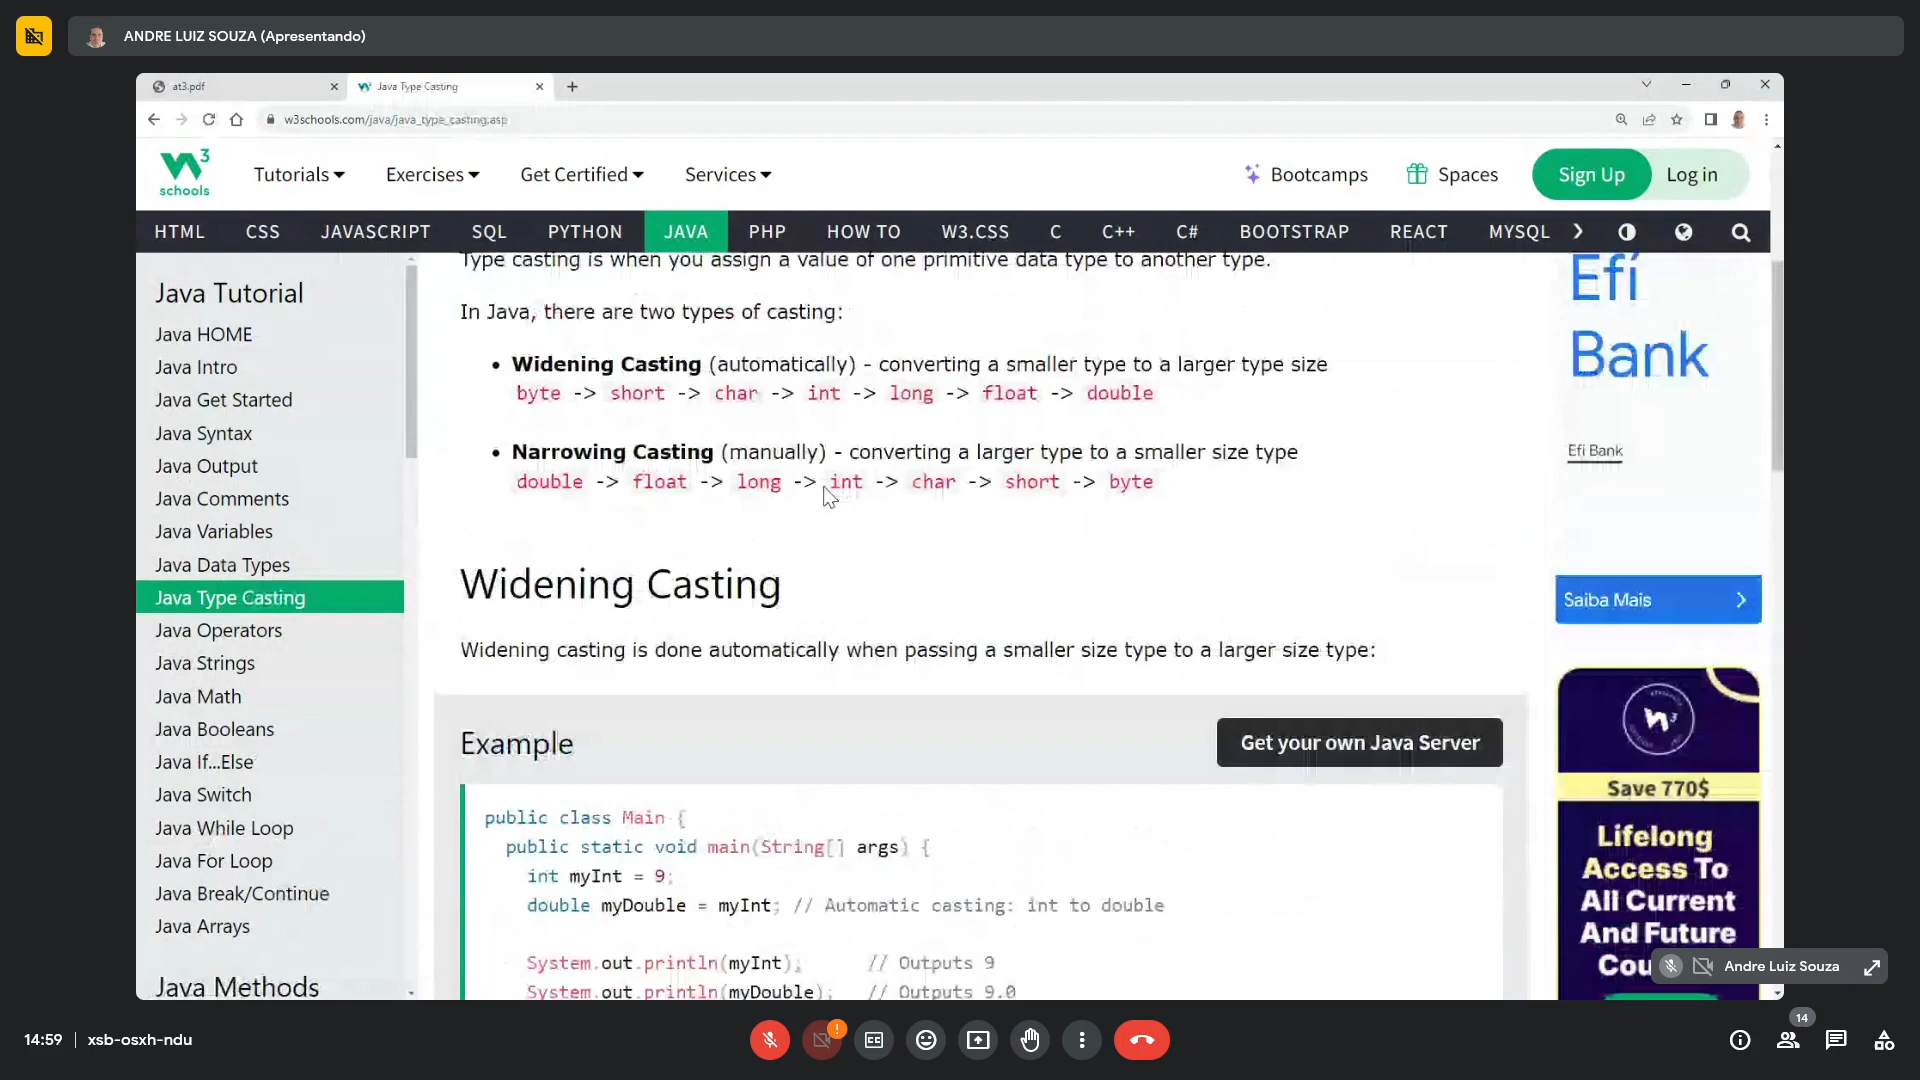 ANDRE LUIZ SOUZA (Apresentando)
at3.pdf
Java Type Casting
w3schools.com/java/java_type_casting.asp
3
schools
Tutorials
Exercises
Get Certified
Services
Bootcamps
Spaces
Sign Up
Log in
HTML
CSS
JAVASCRIPT
SQL
PYTHON
JAVA
PHP
HOW TO
W3.CSS
C
C++
C#
BOOTSTRAP
REACT
MYSQL
Java Tutorial
Java HOME
Java Intro
Java Get Started
Java Syntax
Java Output
Java Comments
Java Variables
Java Data Types
Java Type Casting
Java Operators
Java Strings
Java Math
Java Booleans
Java If...Else
Java Switch
Java While Loop
Java For Loop
Java Break/Continue
Java Arrays
Java Methods
Type casting is when you assign a value of one primitive data type to another type.
In Java, there are two types of casting:
• Widening Casting (automatically) - converting a smaller type to a larger type size
byte -> short -> char -> int -> long -> float -> double
• Narrowing Casting (manually) - converting a larger type to a smaller size type
double -> float -> long -> int -> char -> short -> byte
Widening Casting
Widening casting is done automatically when passing a smaller size type to a larger size type:
Example
Get your own Java Server
public class Main {
public static void main(String[] args) {
int myInt = 9;
double myDouble = myInt; // Automatic casting: int to double
System.out.println(myInt); // Outputs 9
System.out.println(myDouble); // Outputs 9.0
Efí
Bank
Efi Bank
Saiba Mais
Save 770$
Lifelong
Access To
All Current
And Future
Cou
Andre Luiz Souza
14:59
xsb-osxh-ndu
14